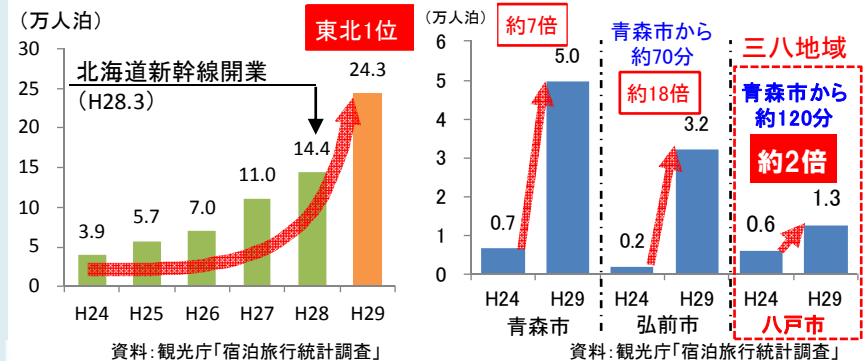 （万人泊）
東北1位
30
25
20
15
10
5
0
北海道新幹線開業
（H28.3）
3.9
5.7
7.0
11.0
14.4
24.3
H24
H25
H26
H27
H28
H29
資料：観光庁「宿泊旅行統計調査」
（万人泊）
6
5
4
3
2
1
0
約7倍
0.7
5.0
H24
H29
青森市
青森市から
約70分
約18倍
0.2
3.2
H24
H29
弘前市
三八地域
青森市から
約120分
約2倍
0.6
1.3
H24
H29
八戸市
資料：観光庁「宿泊旅行統計調査」